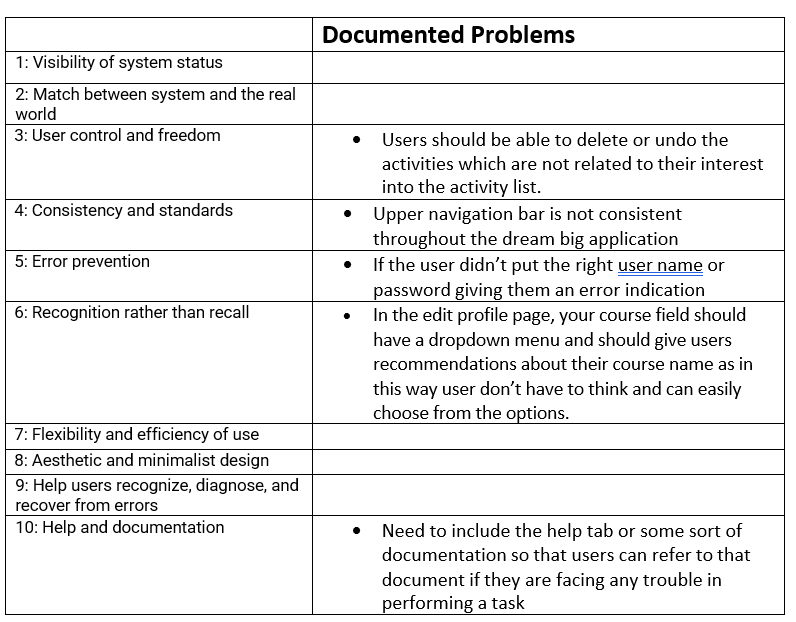 Documented Problems
1: Visibility of system status
2: Match between system and the real
world
3: User control and freedom
• Users should be able to delete or undo the
activities which are not related to their interest
into the activity list.
4: Consistency and standards
• Upper navigation bar is not consistent
throughout the dream big application
5: Error prevention
• If the user didn’t put the right user name or
password giving them an error indication
6: Recognition rather than recall
• In the edit profile page, your course field should
have a dropdown menu and should give users
recommendations about their course name as in
this way user don’t have to think and can easily
choose from the options.
7: Flexibility and efficiency of use
8: Aesthetic and minimalist design
9: Help users recognize, diagnose, and
recover from errors
10: Help and documentation
• Need to include the help tab or some sort of
documentation so that users can refer to that
document if they are facing any trouble in
performing a task